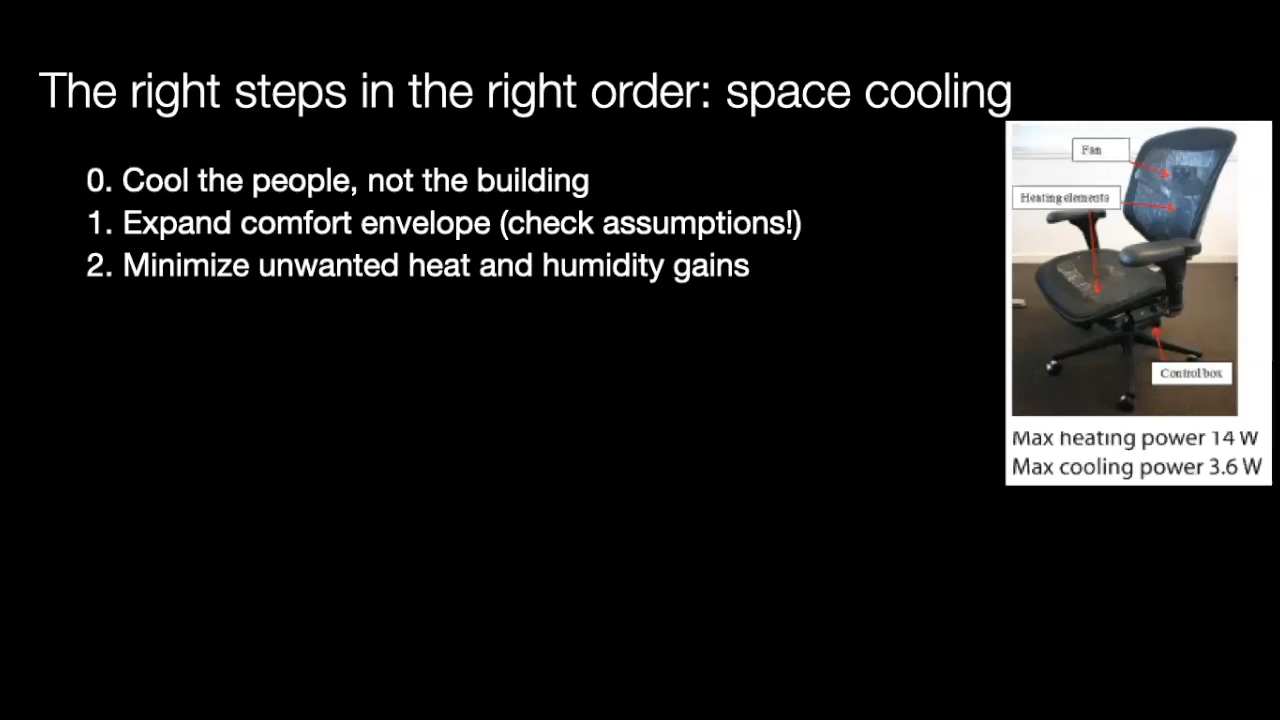 The right steps in the right order: space cooling
0. Cool the people, not the building
1. Expand comfort envelope (check assumptions!)
2. Minimize unwanted heat and humidity gains
Fan
Heating elements
Control box
Max heating power 14 W
Max cooling power 3.6 W